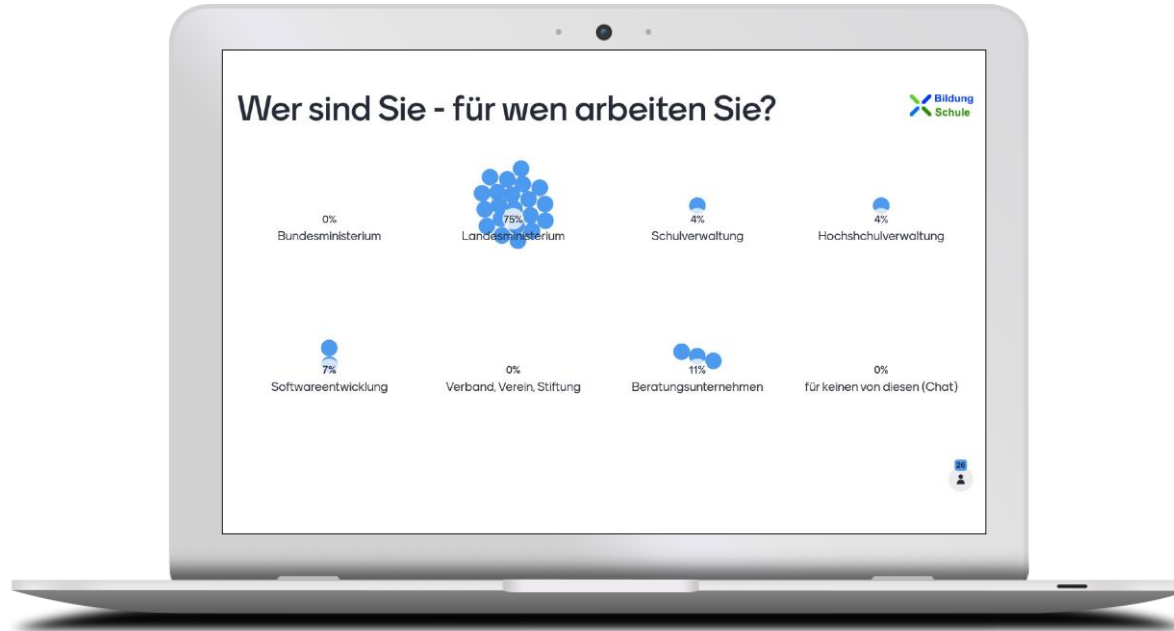 Wer sind Sie - für wen arbeiten Sie?
Bildung
Schule
0%
Bundesministerium
75%
Landesministerium
4%
Schulverwaltung
4%
Hochshchulverwaltung
7%
Softwareentwicklung
0%
Verband, Verein, Stiftung
11%
Beratungsunternehmen
0%
für keinen von diesen (Chat)
26